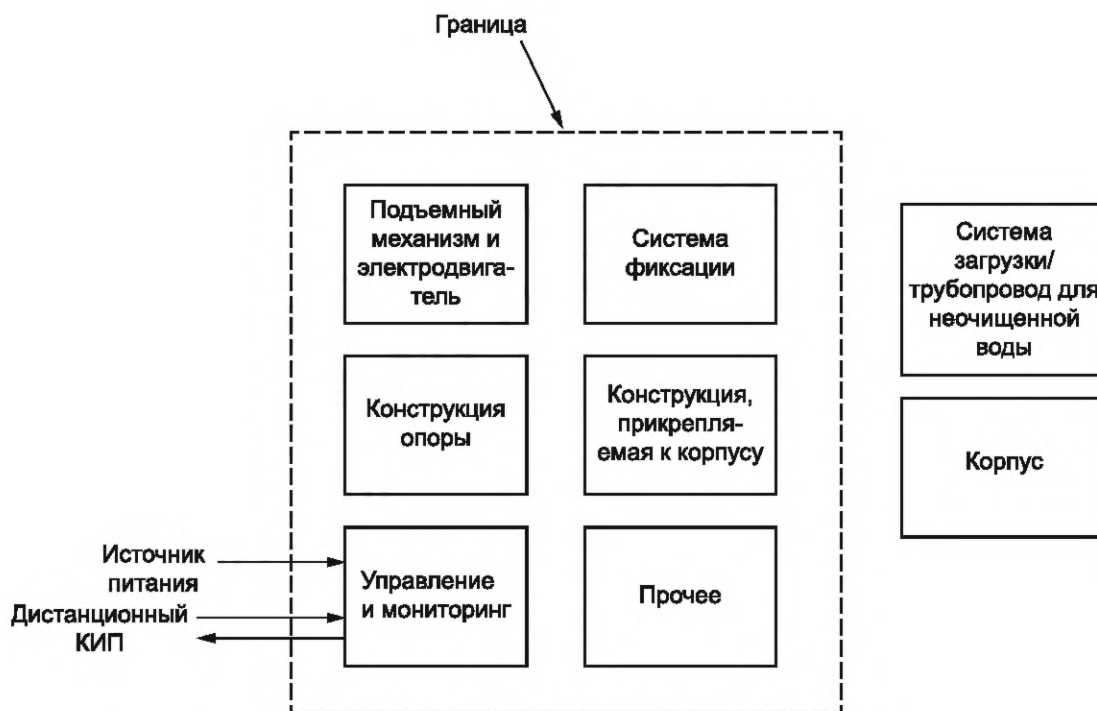 Граница
Подъемный
механизм и
электродвига-
тель
Система
фиксации
Система
загрузки/
трубопровод для
неочищенной
воды
Конструкция
опоры
Конструкция,
прикрепля-
емая к корпусу
Корпус
Источник
питания
Дистанционный
КИП
Управление
и мониторинг
Прочее